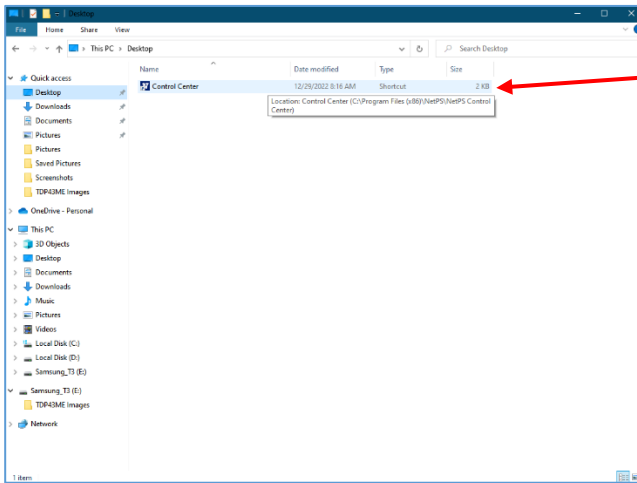 Desktop
File Home Share View
This PC > Desktop
Search Desktop
Name Date modified Type Size
Control Center 12/29/2022 8:16 AM Shortcut 2 KB
Location: Control Center (C:\Program Files (x86)\NetPS\NetPS Control
Center)
Quick access
Desktop
Downloads
Documents
Pictures
Pictures
Saved Pictures
Screenshots
TDP43ME Images
OneDrive - Personal
This PC
3D Objects
Desktop
Documents
Downloads
Music
Pictures
Videos
Local Disk (C:)
Local Disk (D:)
Samsung_T3 (E:)
Samsung_T3 (E:)
TDP43ME Images
Network
1 item